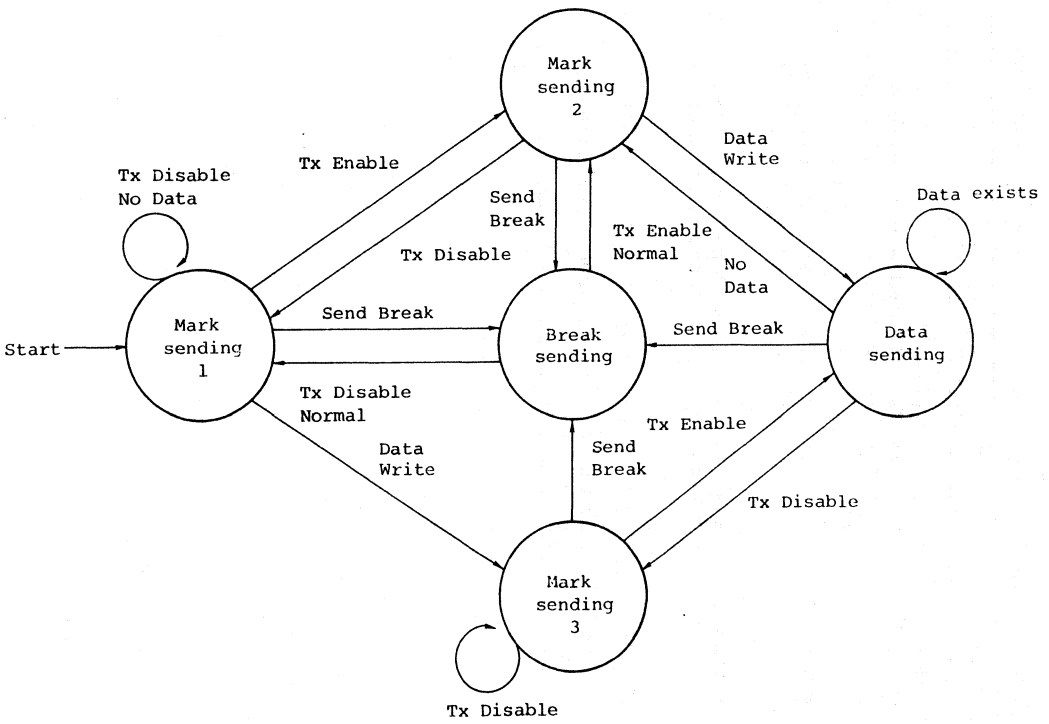 Mark
sending
2
Data
Write
Tx Enable
Tx Disable
No Data
Send
Break
Data exists
Tx Enable
Normal
Tx Disable
No
Data
Send Break
Mark
sending
1
Break
sending
Send Break
Data
sending
Start
Tx Disable
Normal
Tx Enable
Data
Write
Send
Break
Tx Disable
Mark
sending
3
Tx Disable